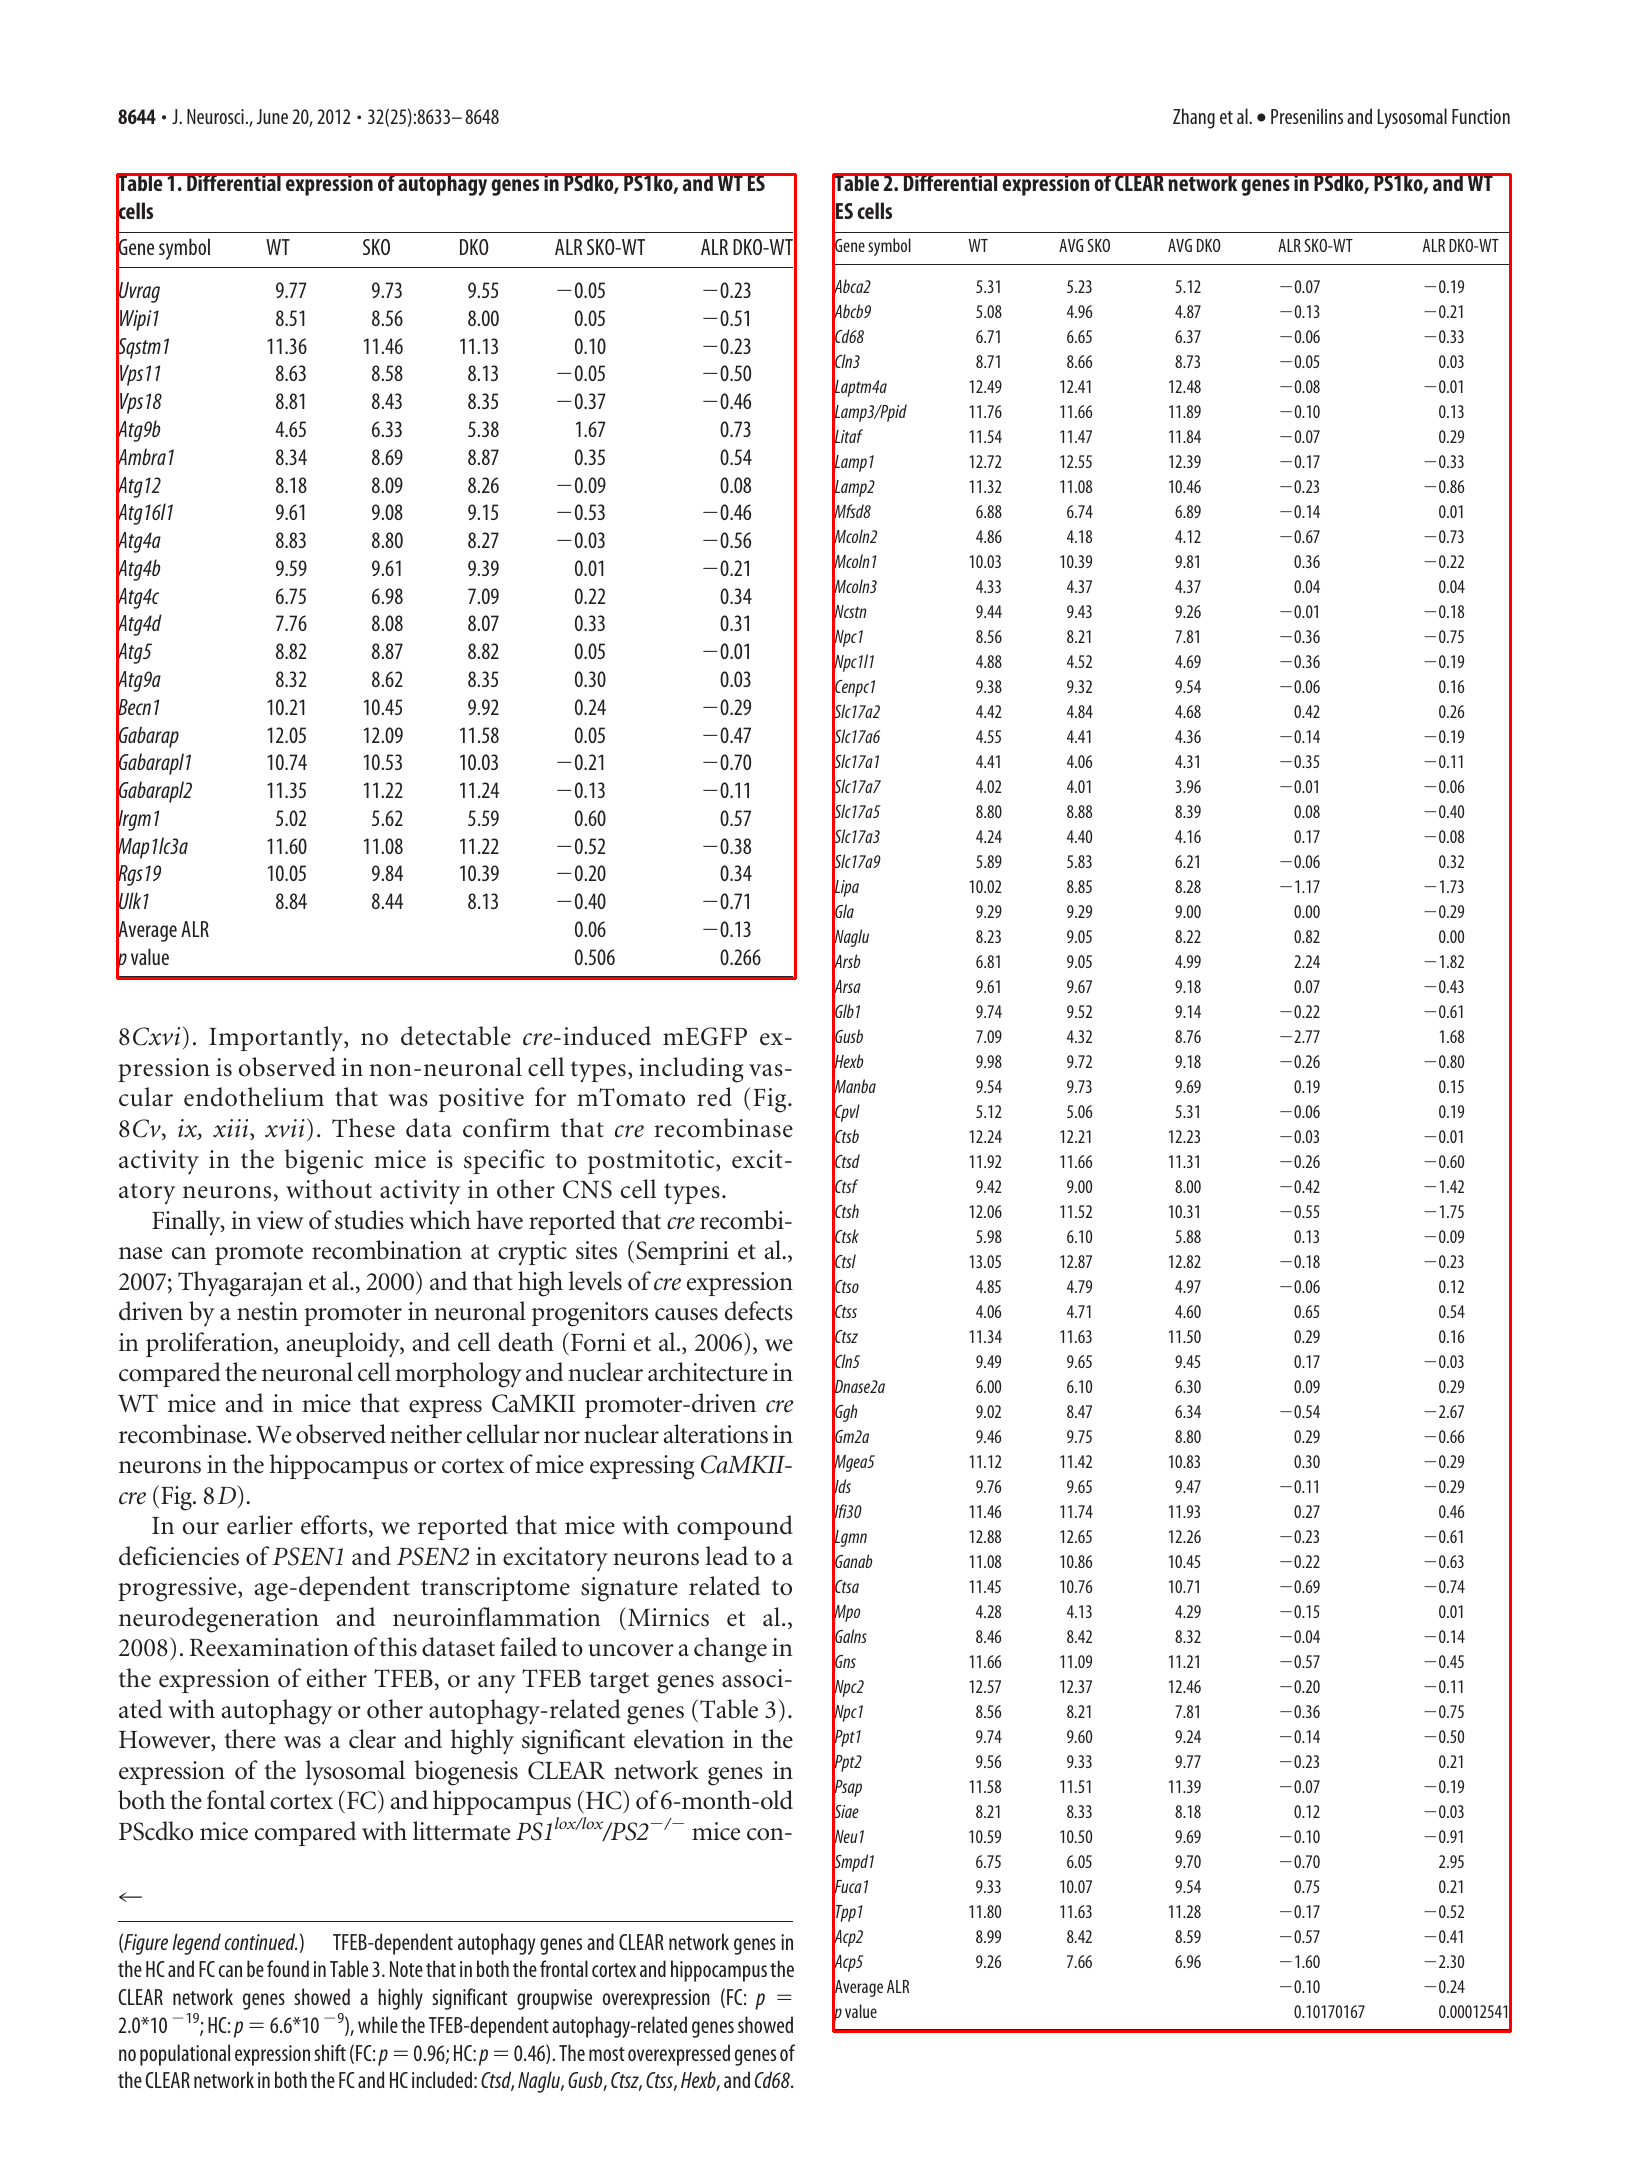 8644 • J. Neurosci., June 20, 2012 • 32(25):8633–8648
Zhang et al. • Presenilins and Lysosomal Function
Table 1. Differential expression of autophagy genes in PSdko, PS1ko, and WT ES
cells
Gene symbol WT SKO DKO ALR SKO-WT ALR DKO-WT
Uvrag 9.77 9.73 9.55 −0.05 −0.23
Wipi1 8.51 8.56 8.00 0.05 −0.51
Sqstm1 11.36 11.46 11.13 0.10 −0.23
Vps11 8.63 8.58 8.13 −0.05 −0.50
Vps18 8.81 8.43 8.35 −0.37 −0.46
Atg9b 4.65 6.33 5.38 1.67 0.73
Ambra1 8.34 8.69 8.87 0.35 0.54
Atg12 8.18 8.09 8.26 −0.09 0.08
Atg16l1 9.61 9.08 9.15 −0.53 −0.46
Atg4a 8.83 8.80 8.27 −0.03 −0.56
Atg4b 9.59 9.61 9.39 0.01 −0.21
Atg4c 6.75 6.98 7.09 0.22 0.34
Atg4d 7.76 8.08 8.07 0.33 0.31
Atg5 8.82 8.87 8.82 0.05 −0.01
Atg9a 8.32 8.62 8.35 0.30 0.03
Becn1 10.21 10.45 9.92 0.24 −0.29
Gabarap 12.05 12.09 11.58 0.05 −0.47
Gabarapl1 10.74 10.53 10.03 −0.21 −0.70
Gabarapl2 11.35 11.22 11.24 −0.13 −0.11
Irgm1 5.02 5.62 5.59 0.60 0.57
Map1lc3a 11.60 11.08 11.22 −0.52 −0.38
Rgs19 10.05 9.84 10.39 −0.20 0.34
Ulk1 8.84 8.44 8.13 −0.40 −0.71
Average ALR 0.06 −0.13
p value 0.506 0.266
8Cxvi). Importantly, no detectable cre-induced mEGFP ex-
pression is observed in non-neuronal cell types, including vas-
cular endothelium that was positive for mTomato red (Fig.
8Cv, ix, xiii, xvii). These data confirm that cre recombinase
activity in the bigenic mice is specific to postmitotic, excit-
atory neurons, without activity in other CNS cell types.
Finally, in view of studies which have reported that cre recombi-
nase can promote recombination at cryptic sites (Semprini et al.,
2007; Thyagarajan et al., 2000) and that high levels of cre expression
driven by a nestin promoter in neuronal progenitors causes defects
in proliferation, aneuploidy, and cell death (Forni et al., 2006), we
compared the neuronal cell morphology and nuclear architecture in
WT mice and in mice that express CaMKII promoter-driven cre
recombinase. We observed neither cellular nor nuclear alterations in
neurons in the hippocampus or cortex of mice expressing CaMKII-
cre (Fig. 8D).
In our earlier efforts, we reported that mice with compound
deficiencies of PSEN1 and PSEN2 in excitatory neurons lead to a
progressive, age-dependent transcriptome signature related to
neurodegeneration and neuroinflammation (Mirnics et al.,
2008). Reexamination of this dataset failed to uncover a change in
the expression of either TFEB, or any TFEB target genes associ-
ated with autophagy or other autophagy-related genes (Table 3).
However, there was a clear and highly significant elevation in the
expression of the lysosomal biogenesis CLEAR network genes in
both the fontal cortex (FC) and hippocampus (HC) of 6-month-old
PScdko mice compared with littermate PS1lox/lox/PS2−/− mice con-
←
(Figure legend continued.) TFEB-dependent autophagy genes and CLEAR network genes in
the HC and FC can be found in Table 3. Note that in both the frontal cortex and hippocampus the
CLEAR network genes showed a highly significant groupwise overexpression (FC: p =
2.0*10 −19; HC: p = 6.6*10 −9), while the TFEB-dependent autophagy-related genes showed
no populational expression shift (FC: p = 0.96; HC: p = 0.46). The most overexpressed genes of
the CLEAR network in both the FC and HC included: Ctsd, Naglu, Gusb, Ctsz, Ctss, Hexb, and Cd68.
Table 2. Differential expression of CLEAR network genes in PSdko, PS1ko, and WT
ES cells
Gene symbol WT AVG SKO AVG DKO ALR SKO-WT ALR DKO-WT
Abca2 5.31 5.23 5.12 −0.07 −0.19
Abcb9 5.08 4.96 4.87 −0.13 −0.21
Cd68 6.71 6.65 6.37 −0.06 −0.33
Cln3 8.71 8.66 8.73 −0.05 0.03
Laptm4a 12.49 12.41 12.48 −0.08 −0.01
Lamp3/Ppid 11.76 11.66 11.89 −0.10 0.13
Litaf 11.54 11.47 11.84 −0.07 0.29
Lamp1 12.72 12.55 12.39 −0.17 −0.33
Lamp2 11.32 11.08 10.46 −0.23 −0.86
Mfsd8 6.88 6.74 6.89 −0.14 0.01
Mcoln2 4.86 4.18 4.12 −0.67 −0.73
Mcoln1 10.03 10.39 9.81 0.36 −0.22
Mcoln3 4.33 4.37 4.37 0.04 0.04
Ncstn 9.44 9.43 9.26 −0.01 −0.18
Npc1 8.56 8.21 7.81 −0.36 −0.75
Npc1l1 4.88 4.52 4.69 −0.36 −0.19
Cenpc1 9.38 9.32 9.54 −0.06 0.16
Slc17a2 4.42 4.84 4.68 0.42 0.26
Slc17a6 4.55 4.41 4.36 −0.14 −0.19
Slc17a1 4.41 4.06 4.31 −0.35 −0.11
Slc17a7 4.02 4.01 3.96 −0.01 −0.06
Slc17a5 8.80 8.88 8.39 0.08 −0.40
Slc17a3 4.24 4.40 4.16 0.17 −0.08
Slc17a9 5.89 5.83 6.21 −0.06 0.32
Lipa 10.02 8.85 8.28 −1.17 −1.73
Gla 9.29 9.29 9.00 0.00 −0.29
Naglu 8.23 9.05 8.22 0.82 0.00
Arsb 6.81 9.05 4.99 2.24 −1.82
Arsa 9.61 9.67 9.18 0.07 −0.43
Glb1 9.74 9.52 9.14 −0.22 −0.61
Gusb 7.09 4.32 8.76 −2.77 1.68
Hexb 9.98 9.72 9.18 −0.26 −0.80
Manba 9.54 9.73 9.69 0.19 0.15
Cpvl 5.12 5.06 5.31 −0.06 0.19
Ctsb 12.24 12.21 12.23 −0.03 −0.01
Ctsd 11.92 11.66 11.31 −0.26 −0.60
Ctsf 9.42 9.00 8.00 −0.42 −1.42
Ctsh 12.06 11.52 10.31 −0.55 −1.75
Ctsk 5.98 6.10 5.88 0.13 −0.09
Ctsl 13.05 12.87 12.82 −0.18 −0.23
Ctso 4.85 4.79 4.97 −0.06 0.12
Ctss 4.06 4.71 4.60 0.65 0.54
Ctsz 11.34 11.63 11.50 0.29 0.16
Cln5 9.49 9.65 9.45 0.17 −0.03
Dnase2a 6.00 6.10 6.30 0.09 0.29
Ggh 9.02 8.47 6.34 −0.54 −2.67
Gm2a 9.46 9.75 8.80 0.29 −0.66
Mgea5 11.12 11.42 10.83 0.30 −0.29
Ids 9.76 9.65 9.47 −0.11 −0.29
Ifi30 11.46 11.74 11.93 0.27 0.46
Lgmn 12.88 12.65 12.26 −0.23 −0.61
Ganab 11.08 10.86 10.45 −0.22 −0.63
Ctsa 11.45 10.76 10.71 −0.69 −0.74
Mpo 4.28 4.13 4.29 −0.15 0.01
Galns 8.46 8.42 8.32 −0.04 −0.14
Gns 11.66 11.09 11.21 −0.57 −0.45
Npc2 12.57 12.37 12.46 −0.20 −0.11
Npc1 8.56 8.21 7.81 −0.36 −0.75
Ppt1 9.74 9.60 9.24 −0.14 −0.50
Ppt2 9.56 9.33 9.77 −0.23 0.21
Psap 11.58 11.51 11.39 −0.07 −0.19
Siae 8.21 8.33 8.18 0.12 −0.03
Neu1 10.59 10.50 9.69 −0.10 −0.91
Smpd1 6.75 6.05 9.70 −0.70 2.95
Fuca1 9.33 10.07 9.54 0.75 0.21
Tpp1 11.80 11.63 11.28 −0.17 −0.52
Acp2 8.99 8.42 8.59 −0.57 −0.41
Acp5 9.26 7.66 6.96 −1.60 −2.30
Average ALR −0.10 −0.24
p value 0.10170167 0.00012541